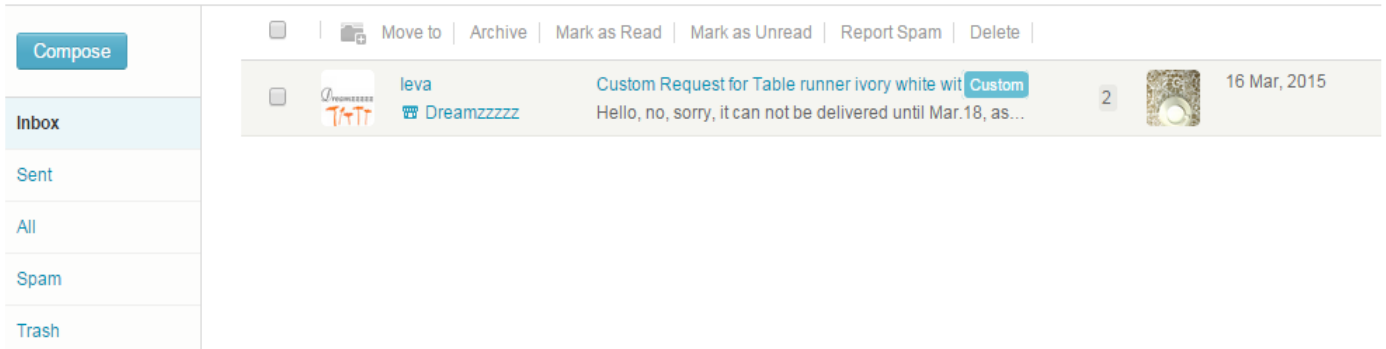 Compose
Inbox
Sent
All
Spam
Trash
Move to | Archive | Mark as Read | Mark as Unread | Report Spam | Delete |
Ieva
Dreamzzzzz
Dreamzzzzz
Custom Request for Table runner ivory white wit Custom
Hello, no, sorry, it can not be delivered until Mar.18, as...
2
16 Mar, 2015